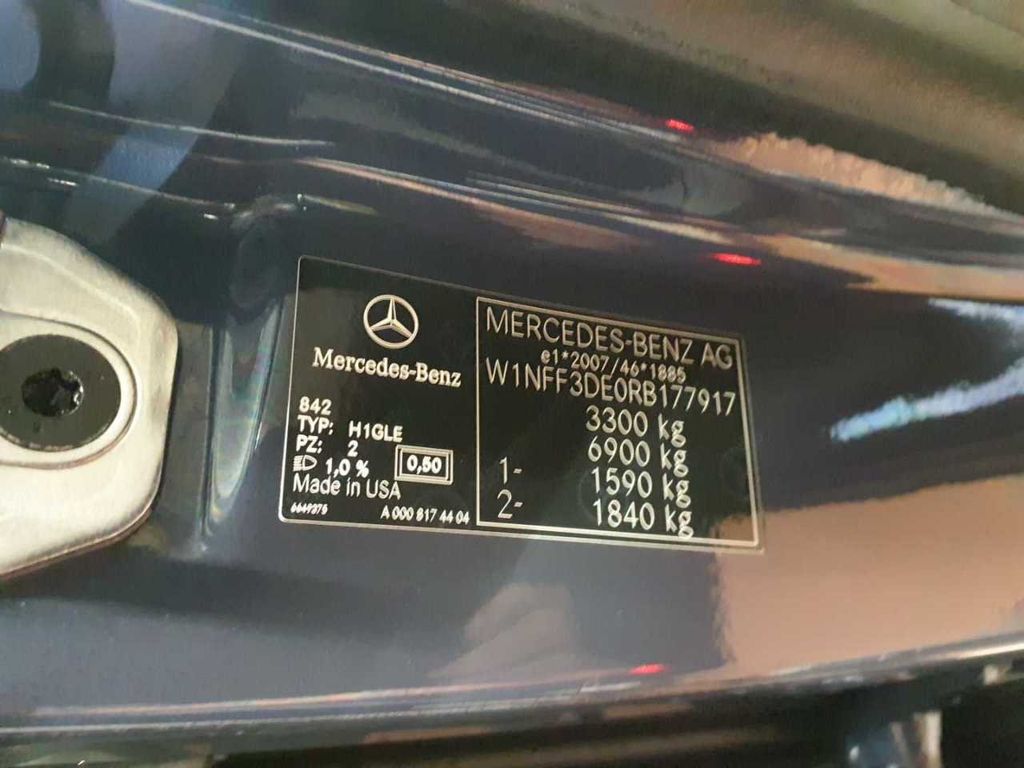 Mercedes-Benz
842
TYP: H1GLE
PZ: 2
1,0 % 0,50
Made in USA
6649375 A 000 817 44 04
MERCEDES-BENZ AG
e1*2007/46*1885
W1NFF3DE0RB177917
3300 kg
6900 kg
1- 1590 kg
2- 1840 kg